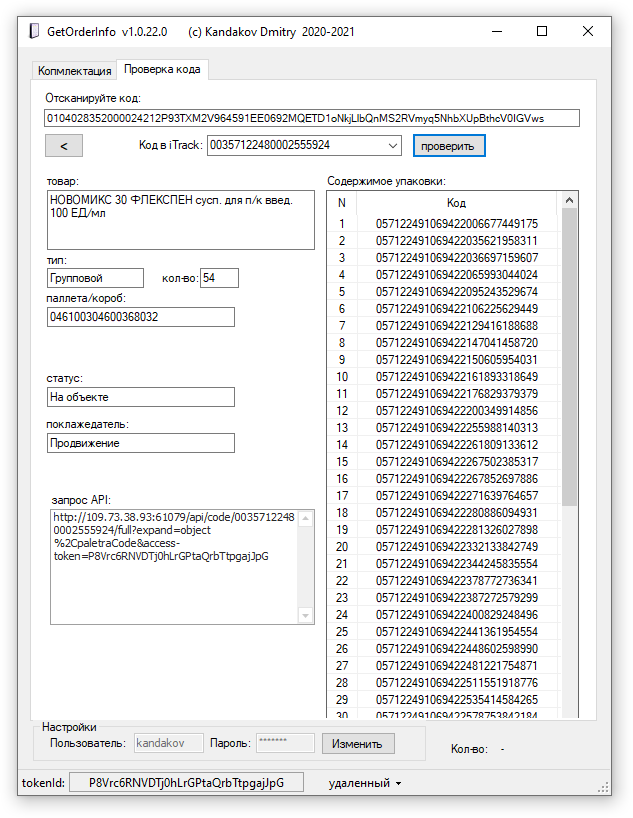 GetOrderInfo v1.0.22.0 (c) Kandakov Dmitry 2020-2021
Копмлектация Проверка кода
Отсканируйте код:
0104028352000024212P93TXM2V964591EE0692MQETD1oNkjLlbQnMS2RVmyq5NhbXUpBthcV0IGVws
< Код в iTrack: 00357122480002555924 проверить
товар:
НОВОМИКС 30 ФЛЕКСПЕН сусп. для п/к введ.
100 ЕД/мл
тип:
Групповой кол-во: 54
паллета/короб:
046100304600368032
статус:
На объекте
поклажедатель:
Продвижение
запрос API:
http://109.73.38.93:61079/api/code/0035712248
0002555924/full?expand=object
%2CpaletraCode&access-
token=P8Vrc6RNVDTj0hLrGPtaQrbTtpgajJpG
Содержимое упаковки:
N Код
1 057122491069422006677449175
2 057122491069422035621958311
3 057122491069422036697159607
4 057122491069422065993044024
5 057122491069422095243529674
6 057122491069422106225629449
7 057122491069422129416188688
8 057122491069422147041458720
9 057122491069422150605954031
10 057122491069422161893318649
11 057122491069422176829379379
12 057122491069422200349914856
13 057122491069422255988140313
14 057122491069422261809133612
15 057122491069422267502385317
16 057122491069422267852697886
17 057122491069422271639764657
18 057122491069422280886094931
19 057122491069422281326027898
20 057122491069422332133842749
21 057122491069422344245835554
22 057122491069422378772736341
23 057122491069422387272579299
24 057122491069422400829248496
25 057122491069422441361954554
26 057122491069422448602598990
27 057122491069422481221754871
28 057122491069422511551918776
29 057122491069422535414584265
30 057122491069422578753842184
Настройки
Пользователь: kandakov Пароль: ******* Изменить
Кол-во: -
tokenId: P8Vrc6RNVDTj0hLrGPtaQrbTtpgajJpG удаленный